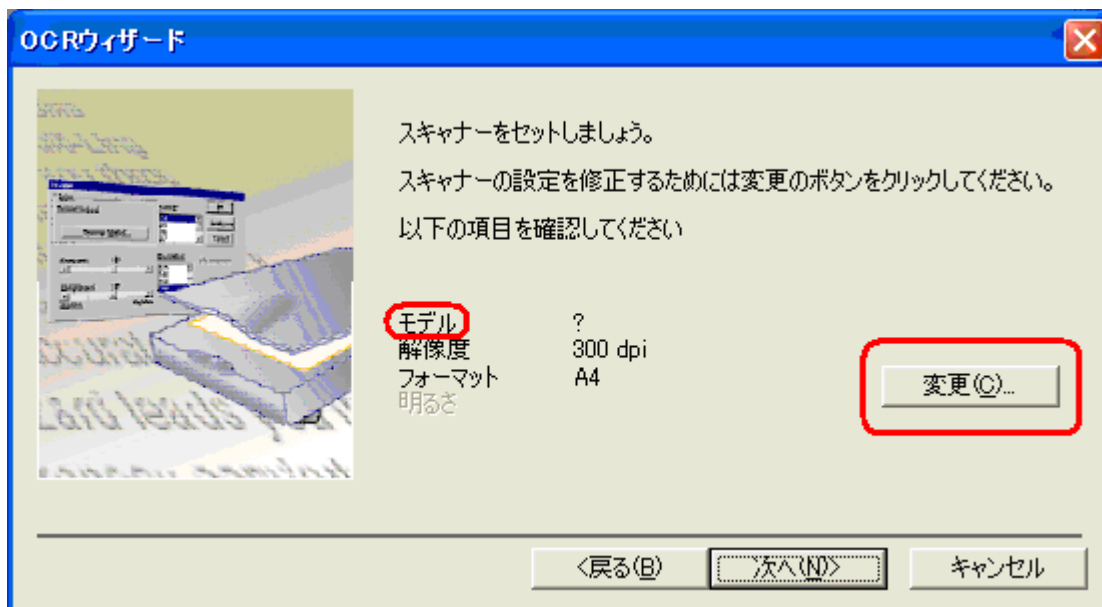 OCRウィザード
スキャナーをセットしましょう。
スキャナーの設定を修正するためには変更のボタンをクリックしてください。
以下の項目を確認してください
モデル ?
解像度 300 dpi
フォーマット A4
明るさ
変更(C)...
<戻る(B)
次へ(N)>
キャンセル